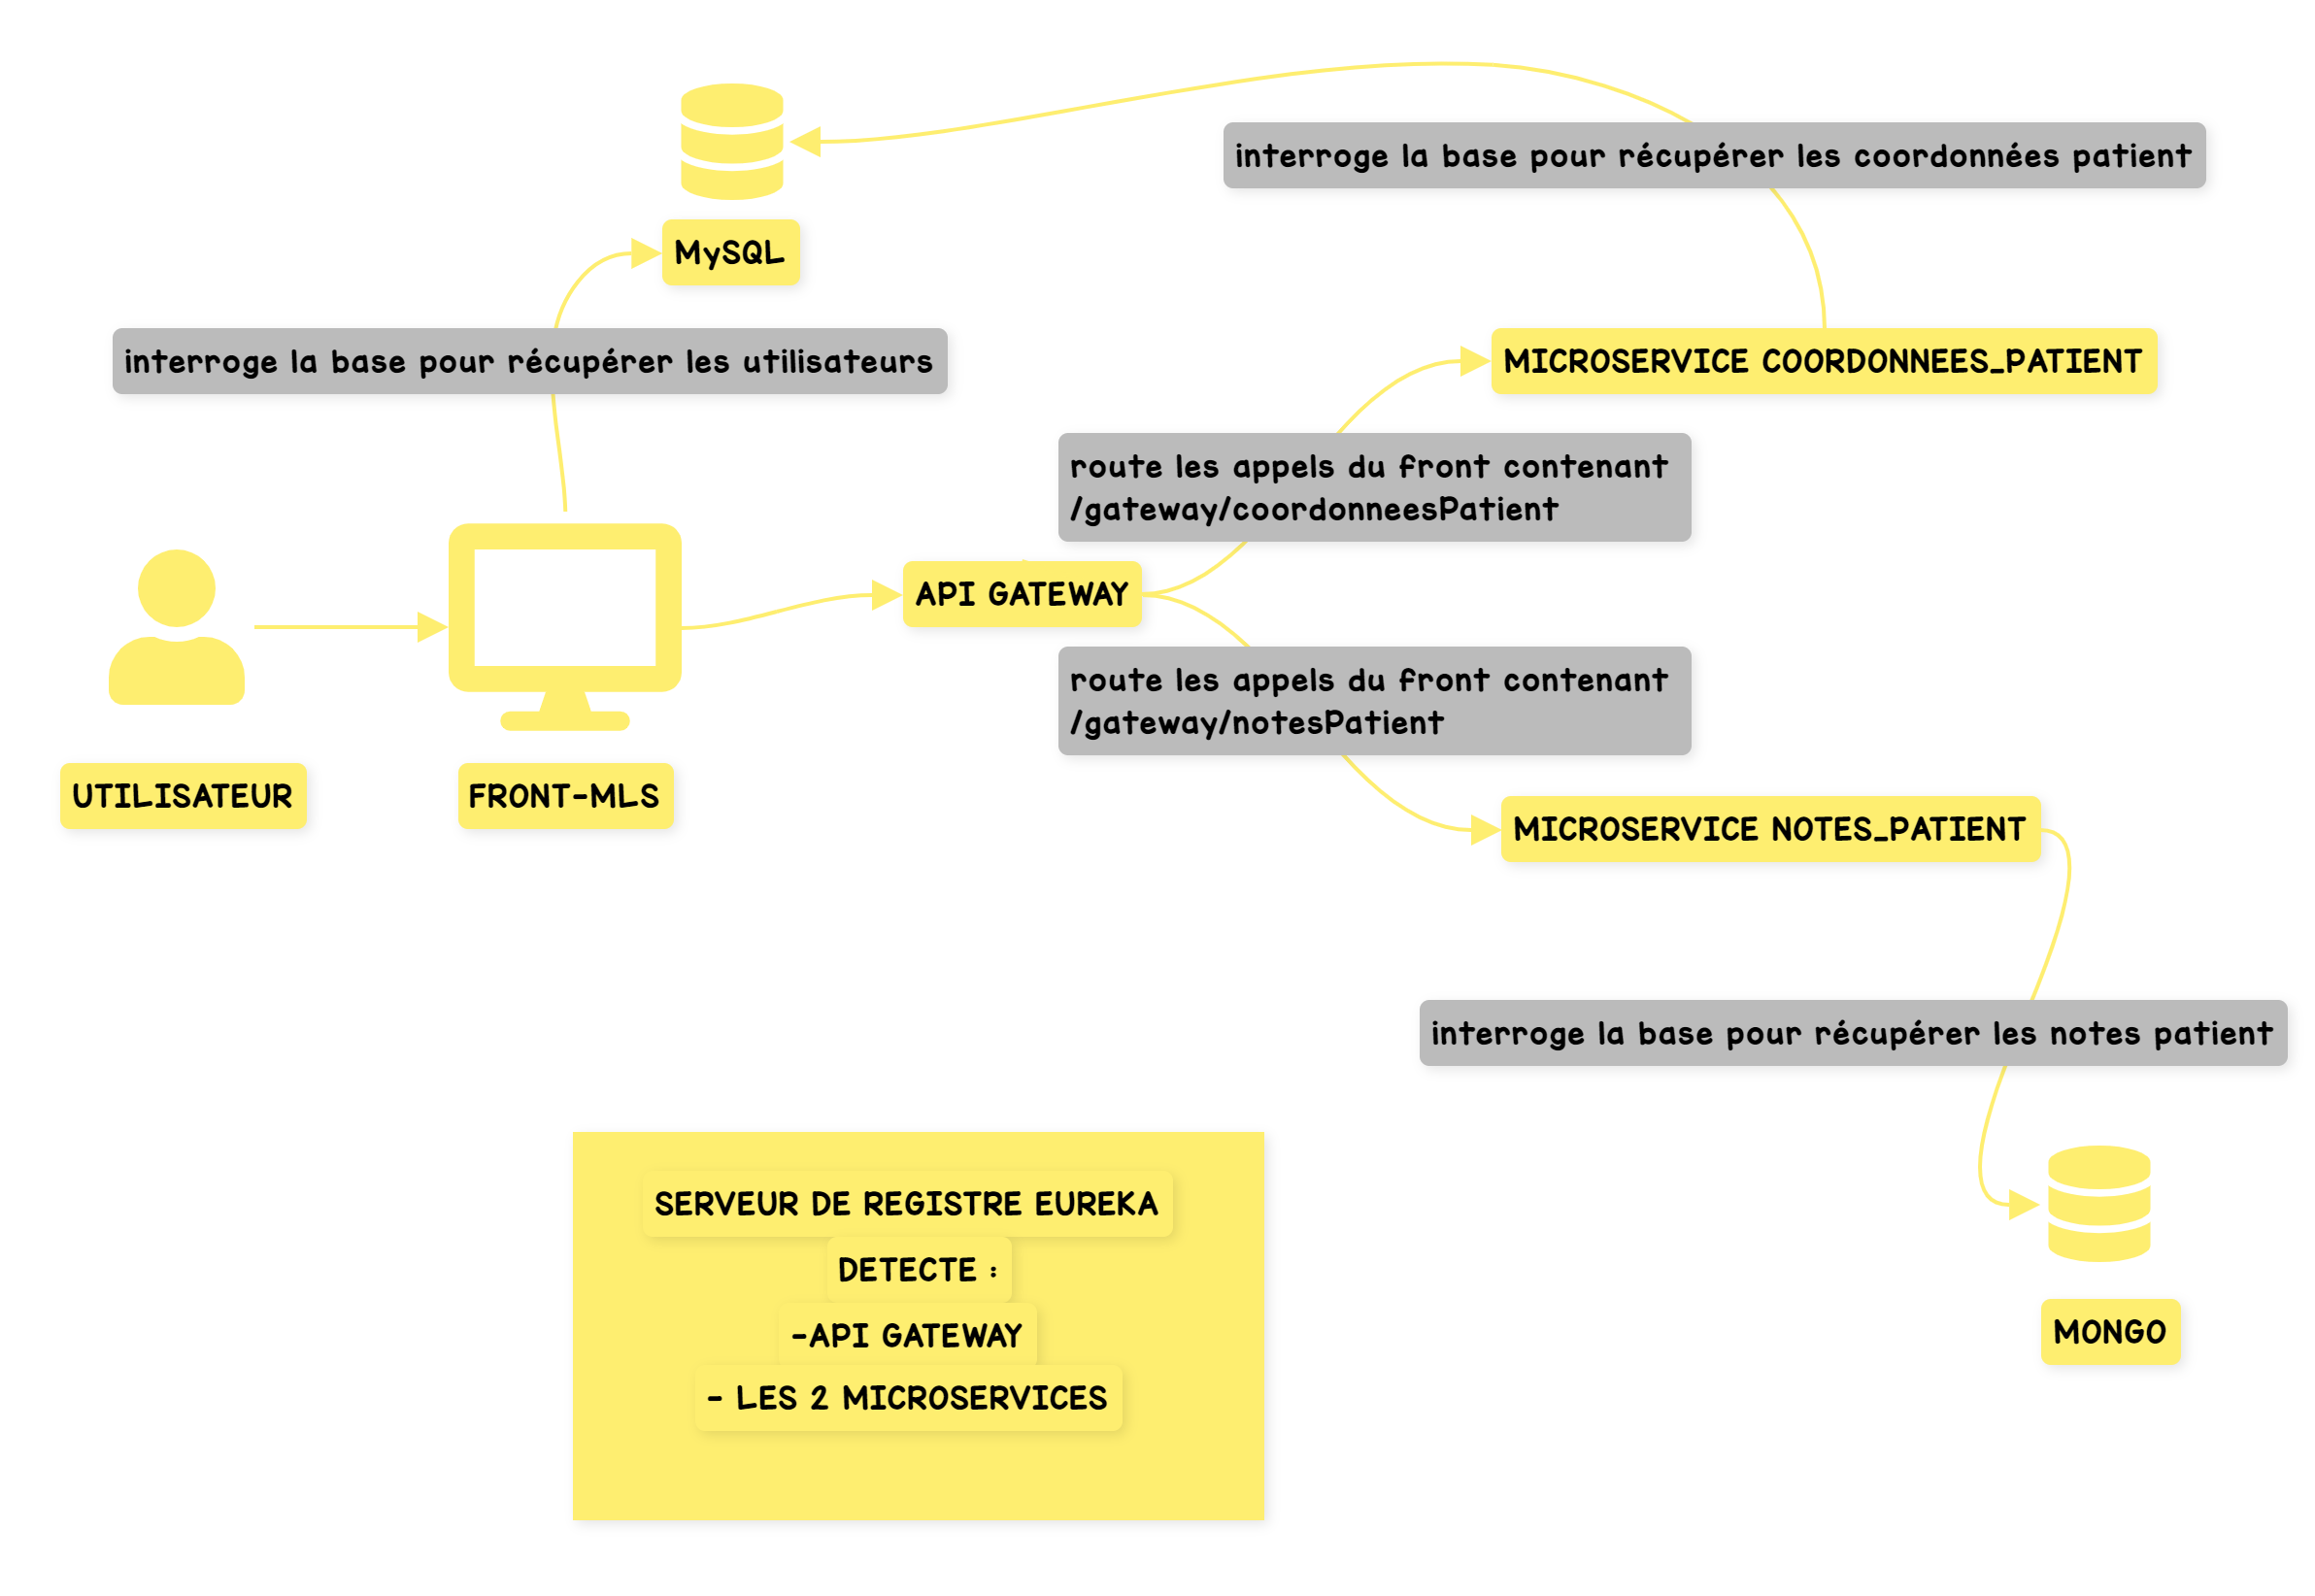 interroge la base pour récupérer les coordonnées patient
MySQL
interroge la base pour récupérer les utilisateurs
MICROSERVICE COORDONNEES_PATIENT
route les appels du front contenant
/gateway/coordonneesPatient
API GATEWAY
route les appels du front contenant
/gateway/notesPatient
UTILISATEUR
FRONT-MLS
MICROSERVICE NOTES_PATIENT
interroge la base pour récupérer les notes patient
SERVEUR DE REGISTRE EUREKA
DETECTE :
-API GATEWAY
- LES 2 MICROSERVICES
MONGO